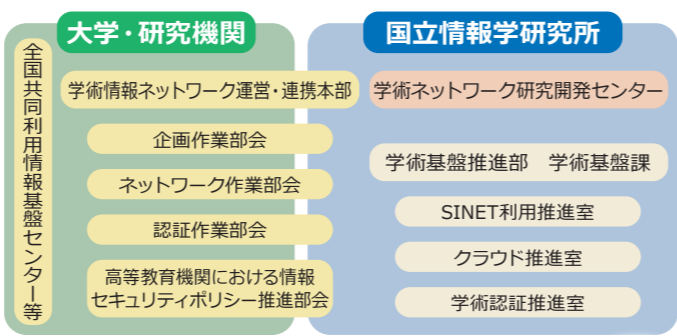 大学・研究機関
全国共同利用情報基盤センター等
学術情報ネットワーク運営・連携本部
企画作業部会
ネットワーク作業部会
認証作業部会
高等教育機関における情報
セキュリティポリシー推進部会
国立情報学研究所
学術ネットワーク研究開発センター
学術基盤推進部　学術基盤課
SINET利用推進室
クラウド推進室
学術認証推進室